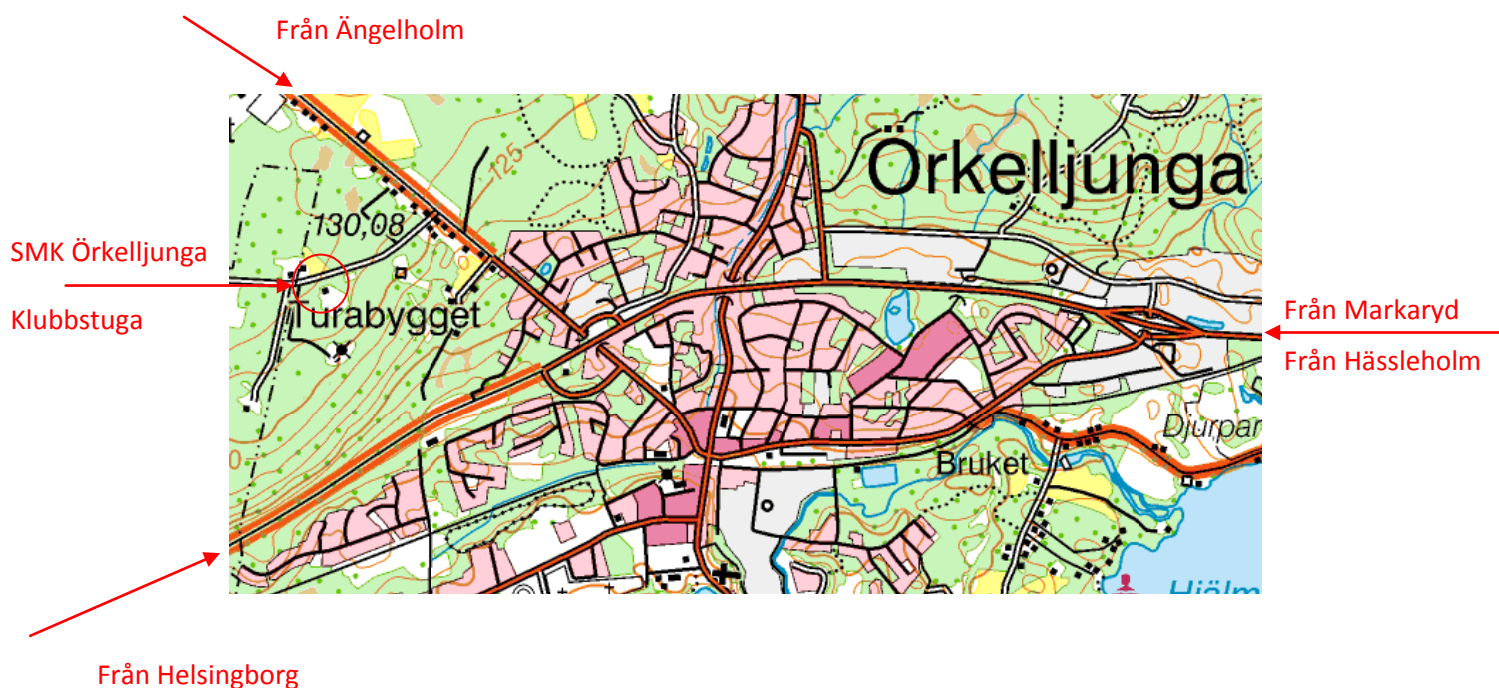 Från Ängelholm
Örkelljunga
125
130,08
SMK Örkelljunga
Klubbstuga
Turabygget
Från Markaryd
Från Hässleholm
Djurpar
Bruket
Hjälm
Från Helsingborg